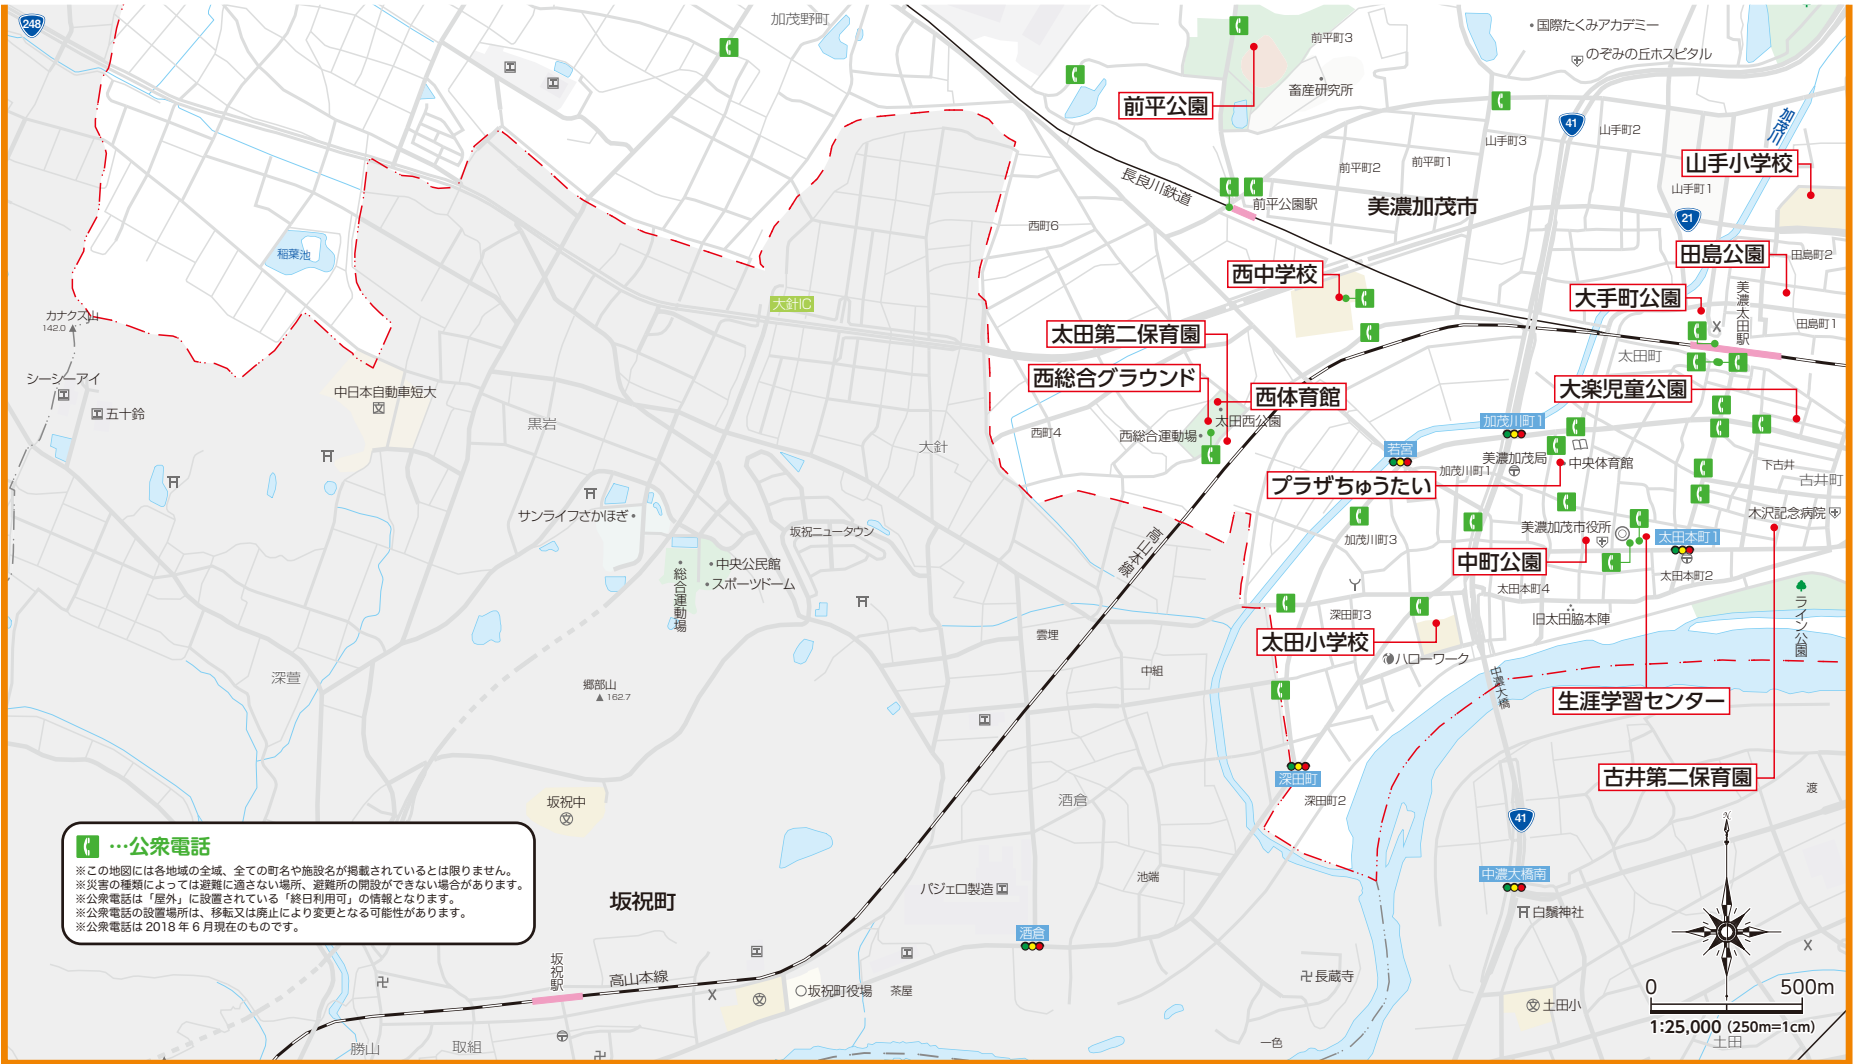 248
加茂野町
前平町3
国際たくみアカデミー
のぞみの丘ホスピタル
畜産研究所
前平公園
41
山手町2
山手町3
加茂川
前平町2
前平町1
山手小学校
山手町1
長良川鉄道
前平公園駅
美濃加茂市
21
西町6
稲葉池
西中学校
田島公園
田島町2
大手町公園
美濃太田駅
大針IC
カナクズ山
142.0
太田第二保育園
田島町1
太田町
シーシーアイ
五十鈴
中日本自動車短大
西総合グラウンド
西体育館
大楽児童公園
黒岩
大針
西町4
太田西公園
西総合運動場
加茂川町1
若宮
美濃加茂局
加茂川町1
中央体育館
下古井
古井町
プラザちゅうたい
サンライフさかほぎ
坂祝ニュータウン
高山本線
加茂川町3
美濃加茂市役所
太田本町1
木沢記念病院
中央公民館
スポーツドーム
総合運動場
中町公園
太田本町2
太田本町4
ライン公園
深田町3
旧太田脇本陣
雲埋
太田小学校
ハローワーク
中組
中濃大橋
深萱
郷部山
162.7
生涯学習センター
深田町
古井第二保育園
深田町2
渡
坂祝中
酒倉
41
…公衆電話
※この地図には各地域の全域、全ての町名や施設名が掲載されているとは限りません。
※災害の種類によっては避難に適さない場所、避難所の開設ができない場合があります。
※公衆電話は「屋外」に設置されている「終日利用可」の情報となります。
※公衆電話の設置場所は、移転又は廃止により変更となる可能性があります。
※公衆電話は 2018 年 6 月現在のものです。
中濃大橋南
池端
パジェロ製造
坂祝町
白鬚神社
酒倉
坂祝駅
高山本線
坂祝町役場
茶屋
長蔵寺
土田小
N
0
500m
1:25,000 (250m=1cm)
土田
勝山
取組
一色